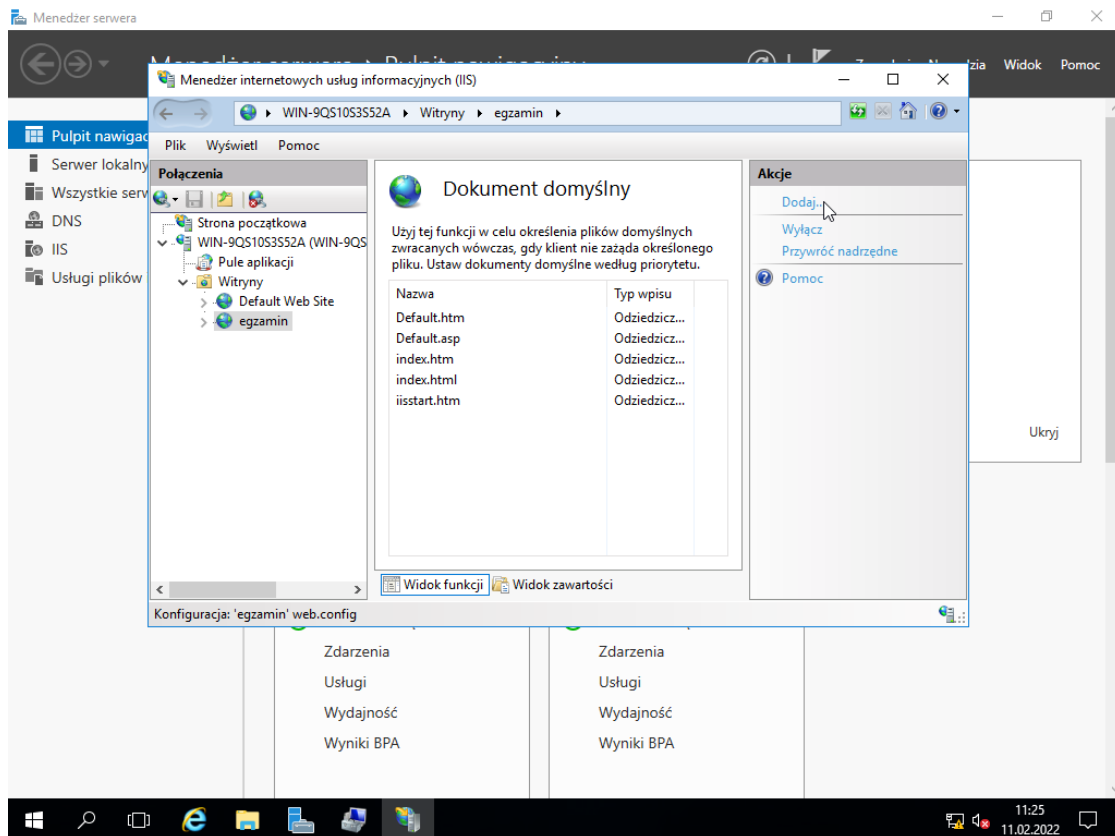 Menedżer serwera
Widok Pomoc
Menedżer internetowych usług informacyjnych (IIS)
WIN-9QS10S3S52A Witryny egzamin
Plik Wyświetl Pomoc
Pulpit nawigac
Serwer lokalny
Wszystkie serw
DNS
IIS
Usługi plików
Połączenia
Strona początkowa
WIN-9QS10S3S52A (WIN-9QS
Pule aplikacji
Witryny
Default Web Site
egzamin
Dokument domyślny
Użyj tej funkcji w celu określenia plików domyślnych
zwracanych wówczas, gdy klient nie zażąda określonego
pliku. Ustaw dokumenty domyślne według priorytetu.
Nazwa Typ wpisu
Default.htm Odziedzicz...
Default.asp Odziedzicz...
index.htm Odziedzicz...
index.html Odziedzicz...
iisstart.htm Odziedzicz...
Widok funkcji Widok zawartości
Akcje
Dodaj...
Wyłącz
Przywróć nadrzędne
Pomoc
Ukryj
Konfiguracja: 'egzamin' web.config
Zdarzenia Zdarzenia
Usługi Usługi
Wydajność Wydajność
Wyniki BPA Wyniki BPA
11:25
11.02.2022